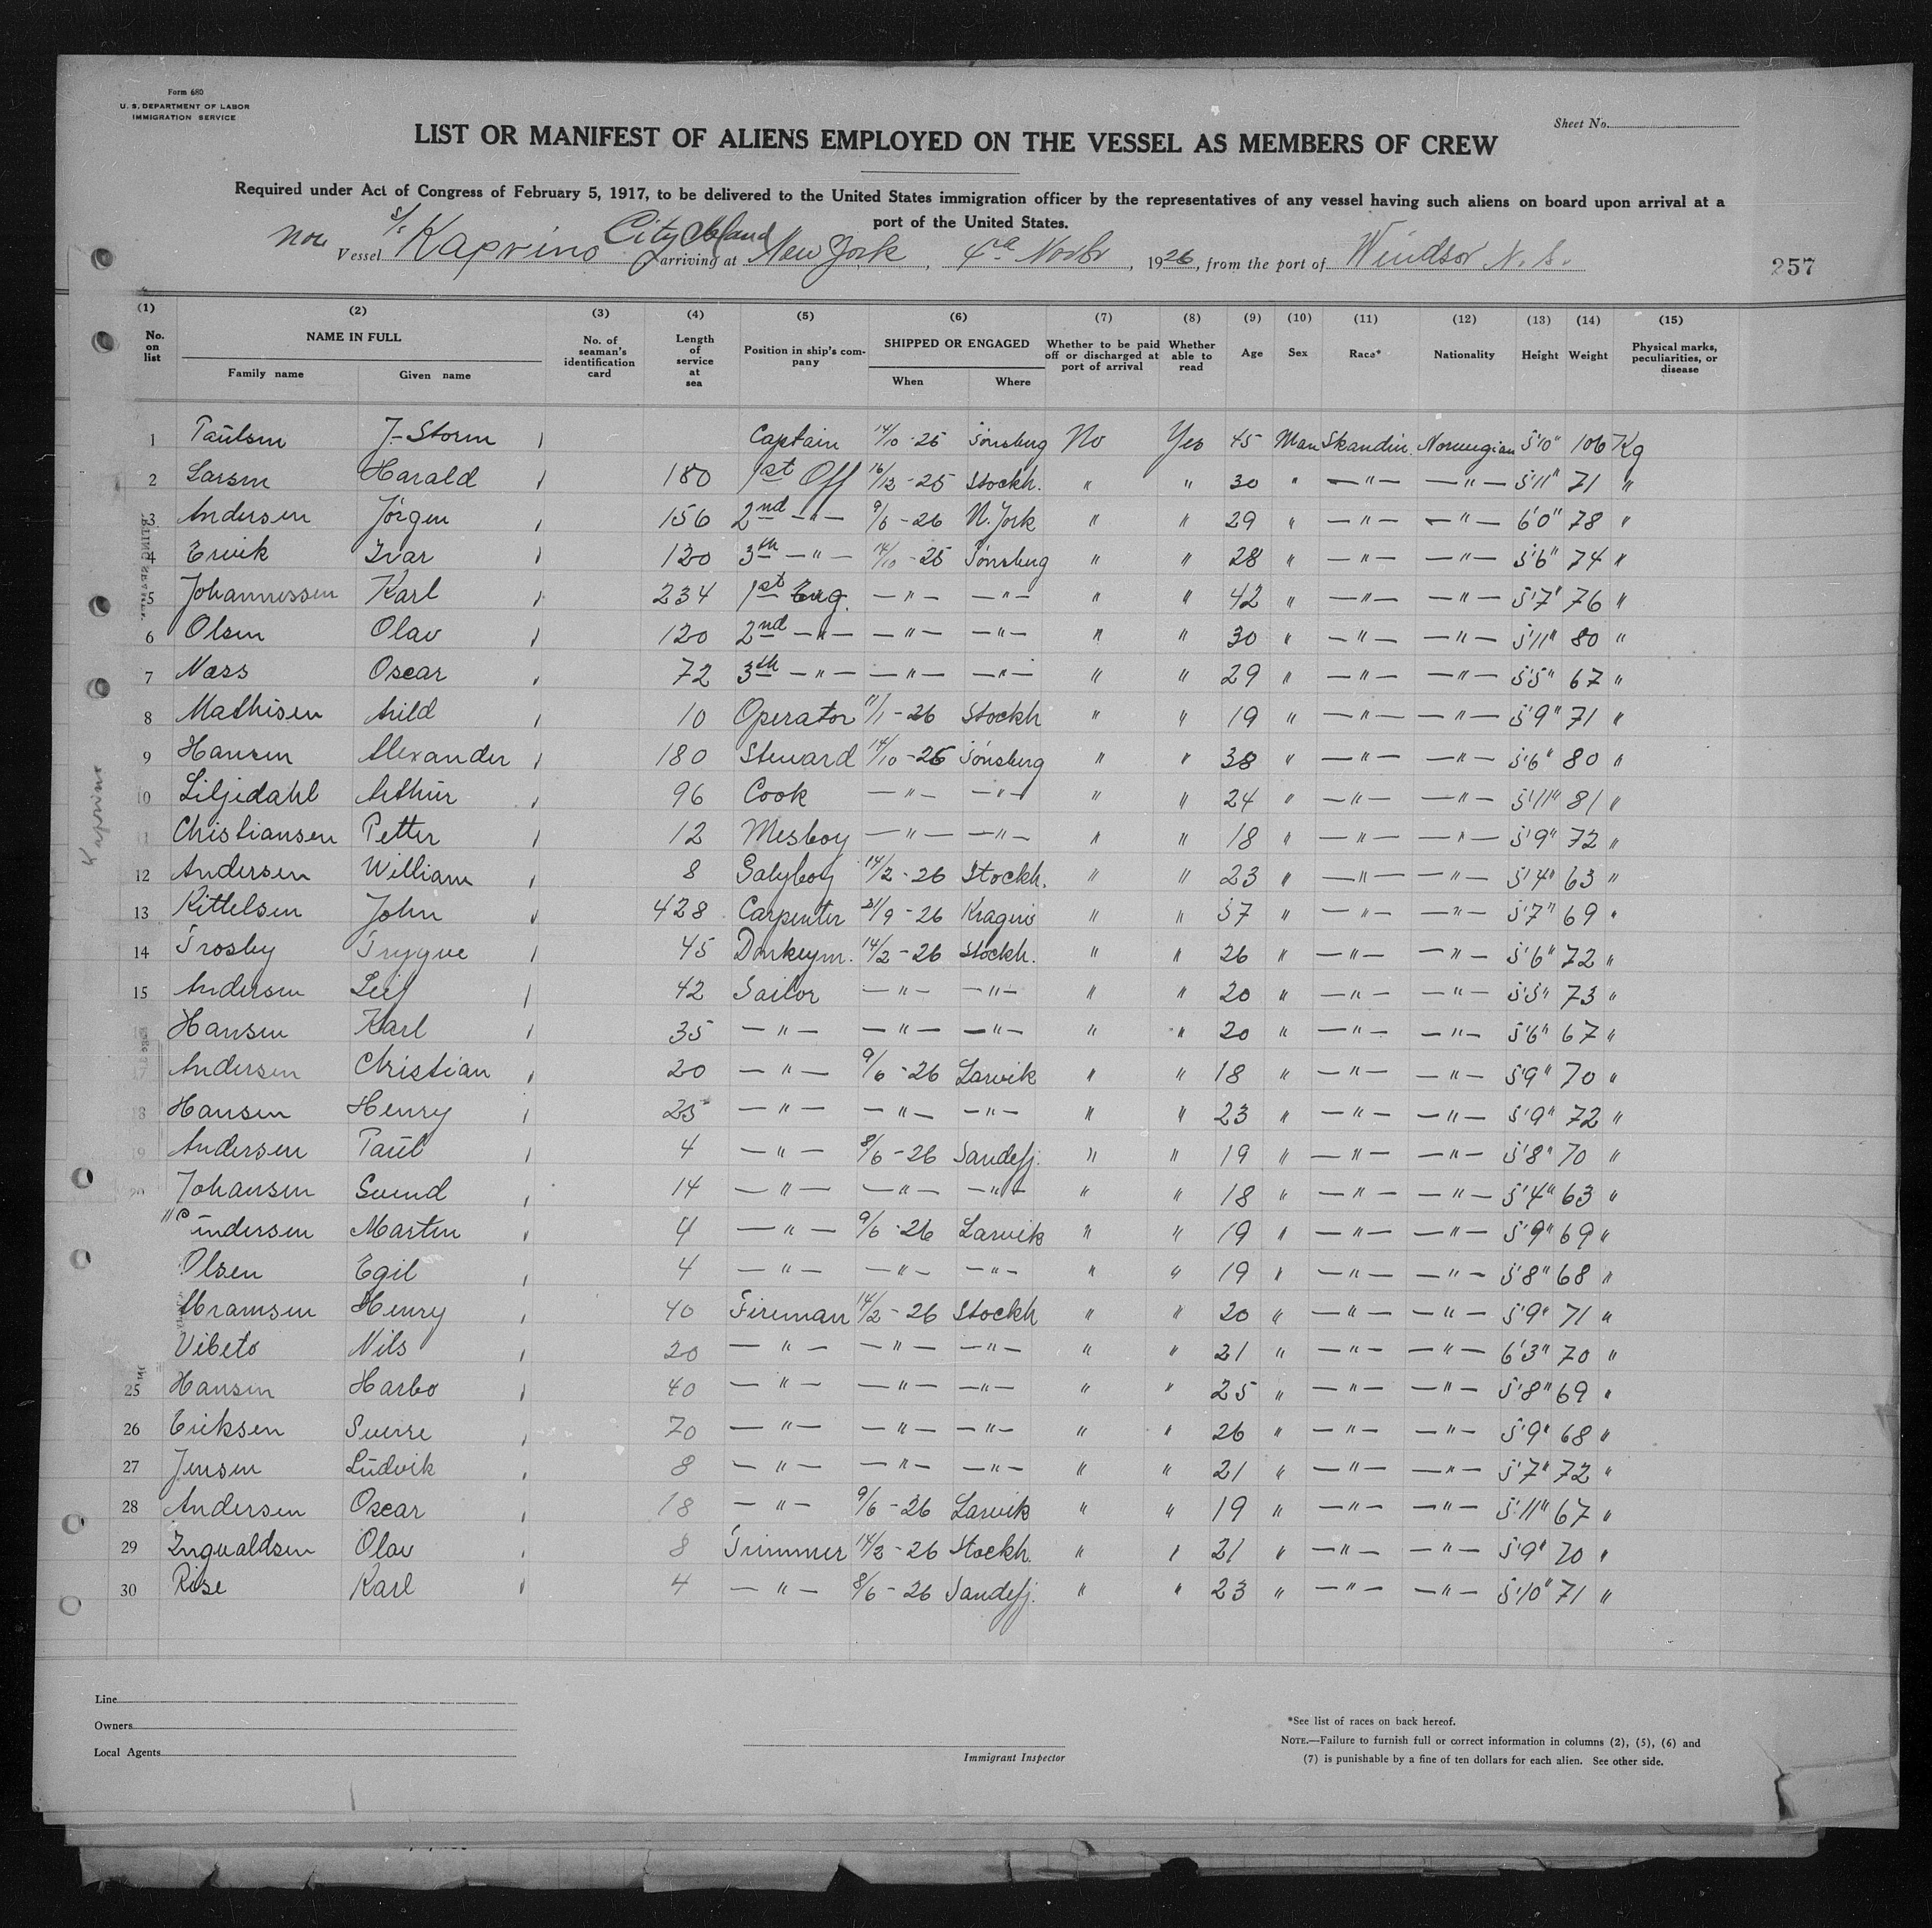 Form 680
U. S. DEPARTMENT OF LABOR
IMMIGRATION SERVICE
Sheet No.
LIST OR MANIFEST OF ALIENS EMPLOYED ON THE VESSEL AS MEMBERS OF CREW
Required under Act of Congress of February 5, 1917, to be delivered to the United States immigration officer by the representatives of any vessel having such aliens on board upon arrival at a
port of the United States.
Nor Vessel s/s Kaprino City Island arriving at New York, 4th Novbr, 1926, from the port of Windsor N. S. 257
(1) (2) (3) (4) (5) (6) (7) (8) (9) (10) (11) (12) (13) (14) (15)
No. on list NAME IN FULL Family name Given name No. of seaman's identification card Length of service at sea Position in ship's company SHIPPED OR ENGAGED When Where Whether to be paid off or discharged at port of arrival Whether able to read Age Sex Race* Nationality Height Weight Physical marks, peculiarities, or disease
1 Paulsen J. Storm Captain 14/10-25 Tönsberg No Yes 45 Man Skandin. Norwegian 5'10" 106 Kg
2 Larsen Harald 180 1st Off 16/12-25 Stockh. " " 30 " —"— —"— 5'11" 71 "
3 Andersen Jörgen 156 2nd —"— 9/6-26 N. York " " 29 " —"— —"— 6'0" 78 "
4 Ervik Ivar 120 3th —"— 14/10-25 Tönsberg " " 28 " —"— —"— 5'6" 74 "
5 Johannessen Karl 234 1st Eng. —"— —"— " " 42 " —"— —"— 5'7" 76 "
6 Olsen Olav 120 2nd —"— —"— —"— " " 30 " —"— —"— 5'11" 80 "
7 Næss Oscar 72 3th —"— —"— —"— " " 29 " —"— —"— 5'5" 67 "
8 Mathisen Arild 10 Operator 11/1-26 Stockh " " 19 " —"— —"— 5'9" 71 "
9 Hansen Alexander 180 Steward 14/10-25 Tönsberg " " 38 " —"— —"— 5'6" 80 "
10 Liljedahl Arthur 96 Cook —"— —"— " " 24 " —"— —"— 5'11" 81 "
11 Christiansen Petter 12 Mesboy —"— —"— " " 18 " —"— —"— 5'9" 72 "
12 Andersen William 8 Galyboy 14/2-26 Stockh. " " 23 " —"— —"— 5'4" 63 "
13 Kittelsen John 428 Carpenter 21/9-26 Kragerö " " 57 " —"— —"— 5'7" 69 "
14 Trosby Trygve 45 Donkeym. 14/2-26 Stockh. " " 26 " —"— —"— 5'6" 72 "
15 Andersen Leif 42 Sailor —"— —"— " " 20 " —"— —"— 5'5" 73 "
Hansen Karl 35 —"— —"— —"— " " 20 " —"— —"— 5'6" 67 "
17 Andersen Christian 20 —"— 9/6-26 Larvik " " 18 " —"— —"— 5'9" 70 "
18 Hansen Henry 25 —"— —"— —"— " " 23 " —"— —"— 5'9" 72 "
19 Andersen Paul 4 —"— 8/6-26 Sandefj. " " 19 " —"— —"— 5'8" 70 "
20 Johansen Svend 14 —"— —"— —"— " " 18 " —"— —"— 5'4" 63 "
Martin 4 —"— 9/6-26 Larvik " " 19 " —"— —"— 5'9" 69 "
Olsen Egil 4 —"— —"— —"— " " 19 " —"— —"— 5'8" 68 "
Abramsen Henry 40 Fireman 14/2-26 Stockh " " 20 " —"— —"— 5'9" 71 "
Vibeto Nils 20 —"— —"— —"— " " 21 " —"— —"— 6'3" 70 "
25 Hansen Harbo 40 —"— —"— —"— " " 25 " —"— —"— 5'8" 69 "
26 Eriksen Sverre 70 —"— —"— —"— " " 26 " —"— —"— 5'9" 68 "
27 Jensen Ludvik 8 —"— —"— —"— " " 21 " —"— —"— 5'7" 72 "
28 Andersen Oscar 18 —"— 9/6-26 Larvik " " 19 " —"— —"— 5'11" 67 "
29 Ingvaldsen Olav 8 Trimmer 14/2-26 Stockh. " " 21 " —"— —"— 5'9" 70 "
30 Rise Karl 4 —"— 8/6-26 Sandefj. " " 23 " —"— —"— 5'10" 71 "
Kaprino
Line
Owners
Local Agents
Immigrant Inspector
*See list of races on back hereof.
NOTE.—Failure to furnish full or correct information in columns (2), (5), (6) and
(7) is punishable by a fine of ten dollars for each alien. See other side.